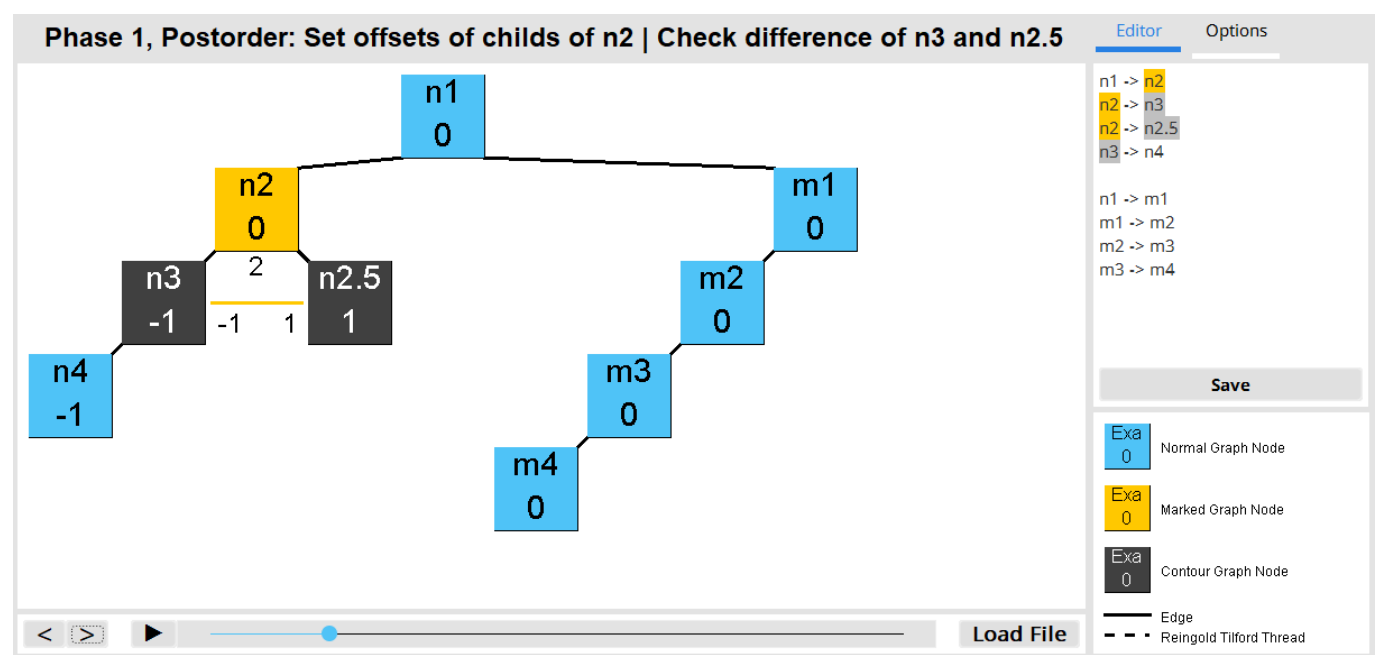 Phase 1, Postorder: Set offsets of childs of n2 | Check difference of n3 and n2.5
Editor
Options
n1
0
n2
0
m1
0
n3
-1
2
-1 1
n2.5
1
m2
0
n4
-1
m3
0
m4
0
n1 -> n2
n2 -> n3
n2 -> n2.5
n3 -> n4
n1 -> m1
m1 -> m2
m2 -> m3
m3 -> m4
Save
Exa
0
Normal Graph Node
Exa
0
Marked Graph Node
Exa
0
Contour Graph Node
Edge
Reingold Tilford Thread
< >
Load File